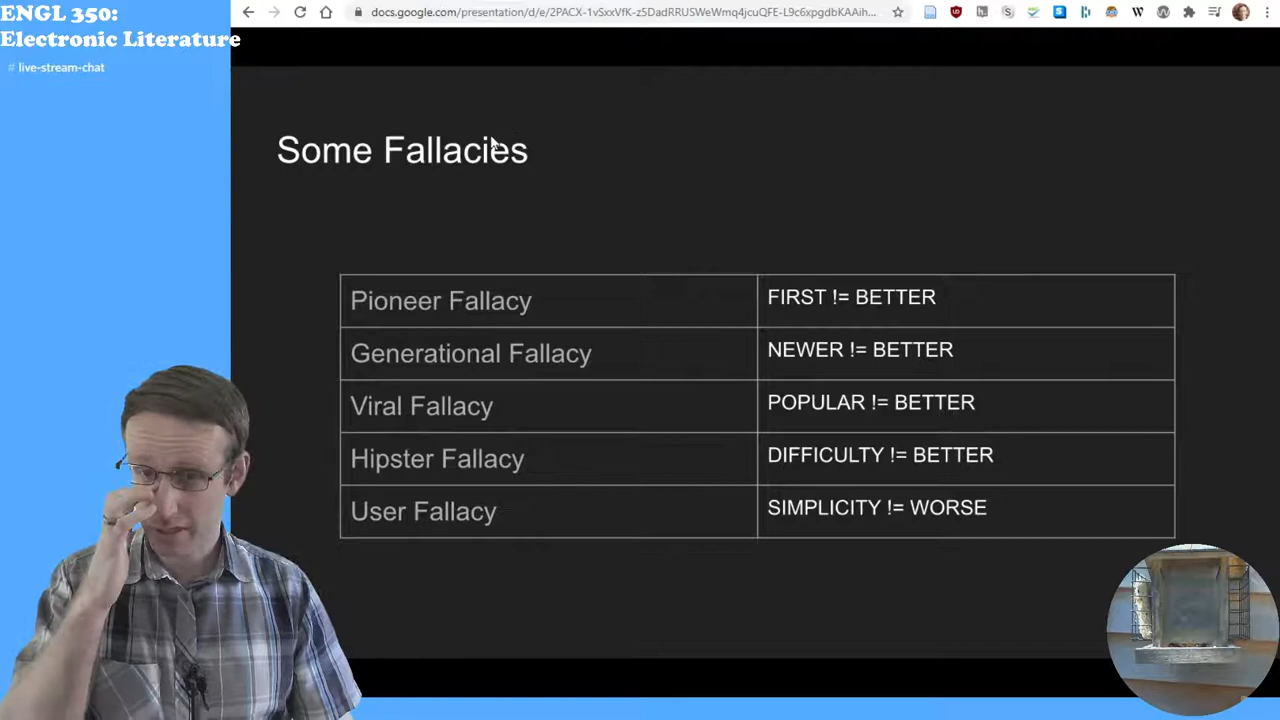 ENGL 350:
Electronic Literature
# live-stream-chat
docs.google.com/presentation/d/e/2PACX-1vSxxVfK-z5DadRRUSWeWmq4jcuQFE-L9c6xpgdbKAAih...
Some Fallacies
Pioneer Fallacy FIRST != BETTER
Generational Fallacy NEWER != BETTER
Viral Fallacy POPULAR != BETTER
Hipster Fallacy DIFFICULTY != BETTER
User Fallacy SIMPLICITY != WORSE